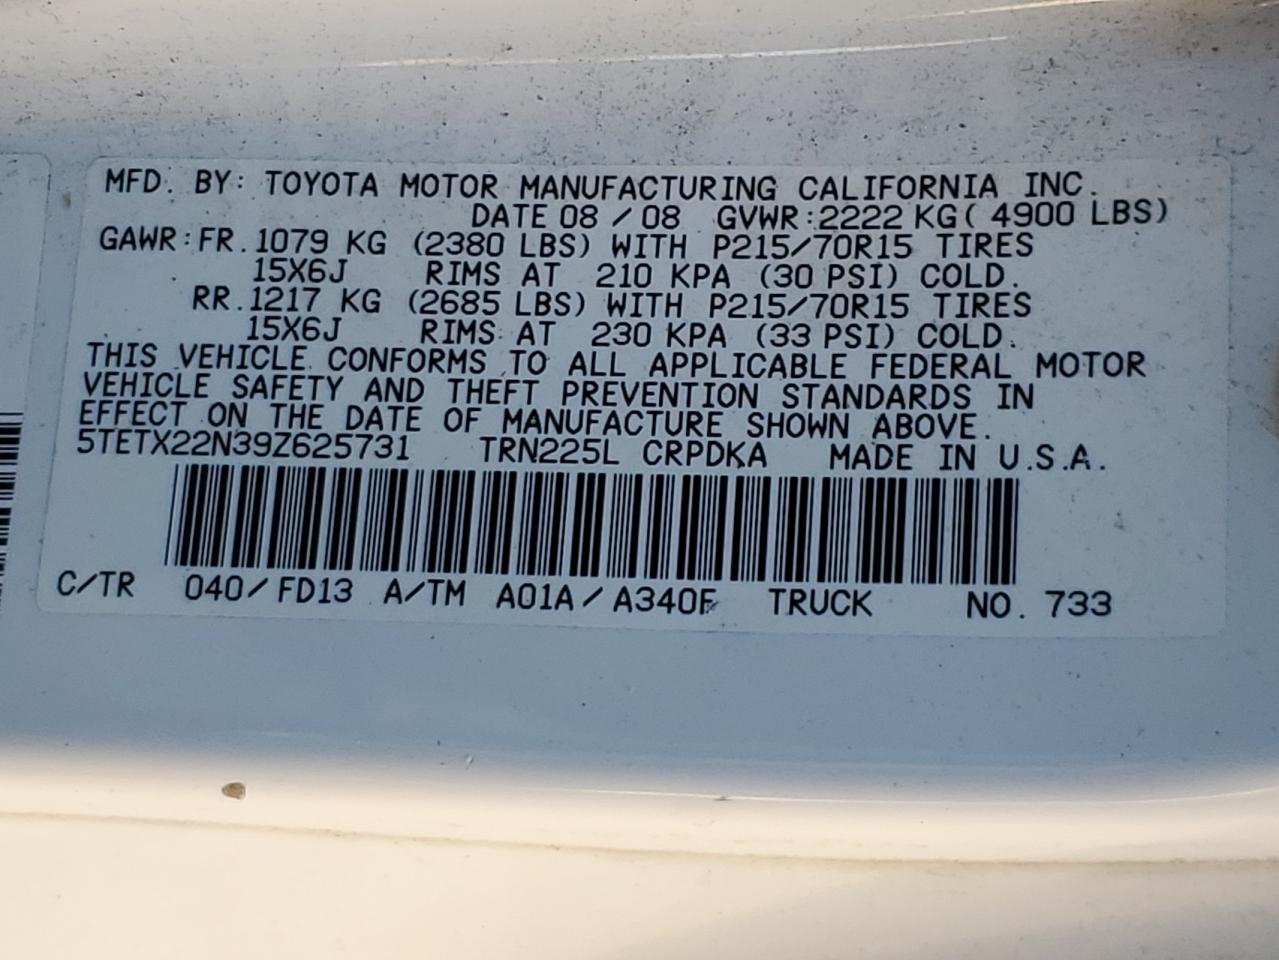 MFD. BY: TOYOTA MOTOR MANUFACTURING CALIFORNIA INC.
DATE 08 / 08 GVWR:2222 KG( 4900 LBS)
GAWR:FR. 1079 KG (2380 LBS) WITH P215/70R15 TIRES
15X6J RIMS AT 210 KPA (30 PSI) COLD.
RR. 1217 KG (2685 LBS) WITH P215/70R15 TIRES
15X6J RIMS AT 230 KPA (33 PSI) COLD.
THIS VEHICLE CONFORMS TO ALL APPLICABLE FEDERAL MOTOR
VEHICLE SAFETY AND THEFT PREVENTION STANDARDS IN
EFFECT ON THE DATE OF MANUFACTURE SHOWN ABOVE.
5TETX22N39Z625731 TRN225L CRPDKA MADE IN U.S.A.
C/TR 040/FD13 A/TM A01A/A340F TRUCK NO. 733